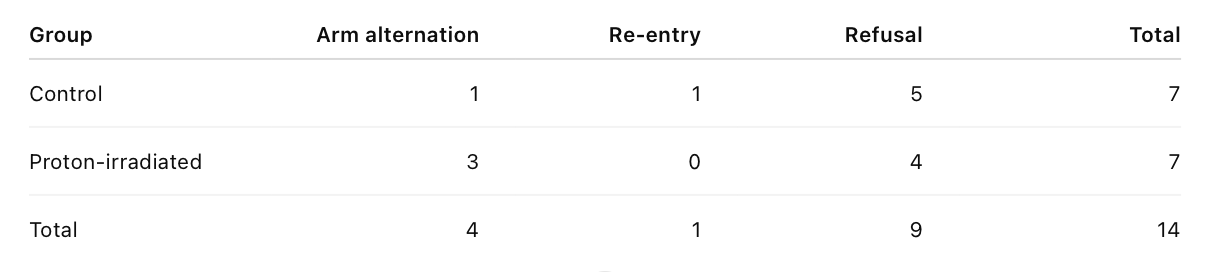 Group Arm alternation Re-entry Refusal Total
Control 1 1 5 7
Proton-irradiated 3 0 4 7
Total 4 1 9 14